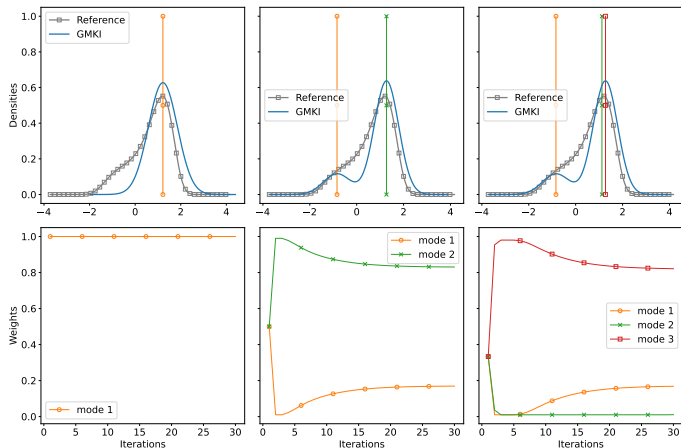 1.0
0.8
0.6
0.4
0.2
0.0
Densities
Reference
GMKI
−4 −2 0 2 4
Reference
GMKI
−4 −2 0 2 4
Reference
GMKI
−4 −2 0 2 4
1.0
0.8
0.6
0.4
0.2
0.0
Weights
mode 1
0 5 10 15 20 25 30
Iterations
mode 1
mode 2
0 5 10 15 20 25 30
Iterations
mode 1
mode 2
mode 3
0 5 10 15 20 25 30
Iterations